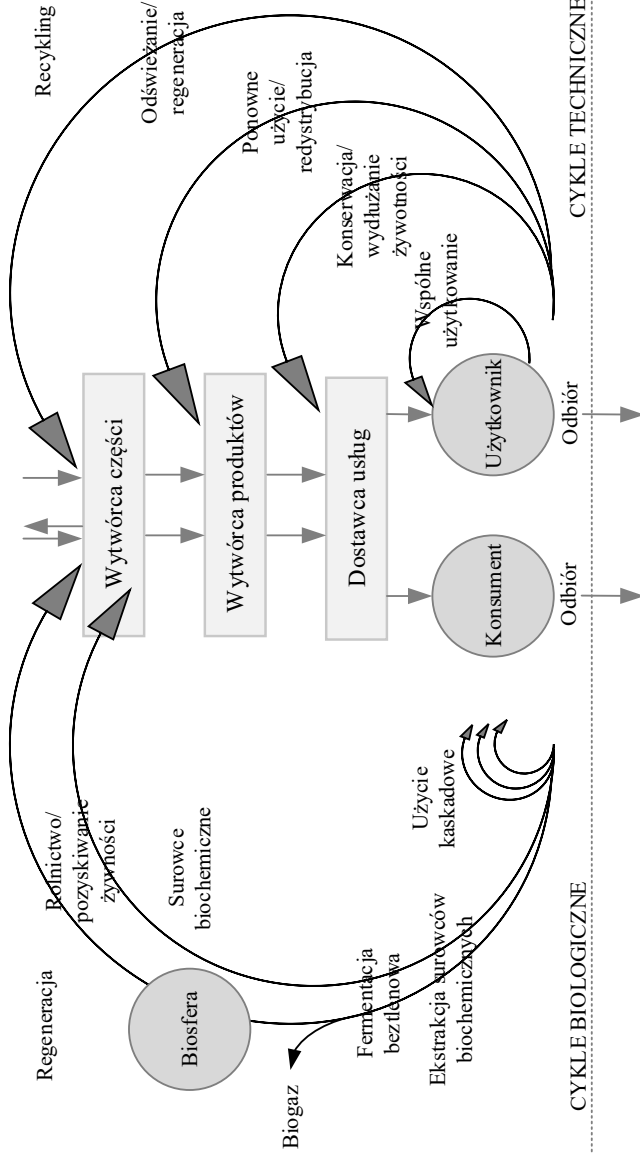 Regeneracja
Rolnictwo/
pozyskiwanie
żywności
Recykling
Odświeżanie/
regeneracja
Biosfera
Surowce
biochemiczne
Wytwórca części
Ponowne
użycie/
redystrybucja
Wytwórca produktów
Biogaz
Konserwacja/
wydłużanie
żywotności
Dostawca usług
Fermentacja
beztlenowa
Wspólne
użytkowanie
Ekstrakcja surowców
biochemicznych
Użycie
kaskadowe
Konsument
Użytkownik
Odbiór
Odbiór
CYKLE BIOLOGICZNE
CYKLE TECHNICZNE